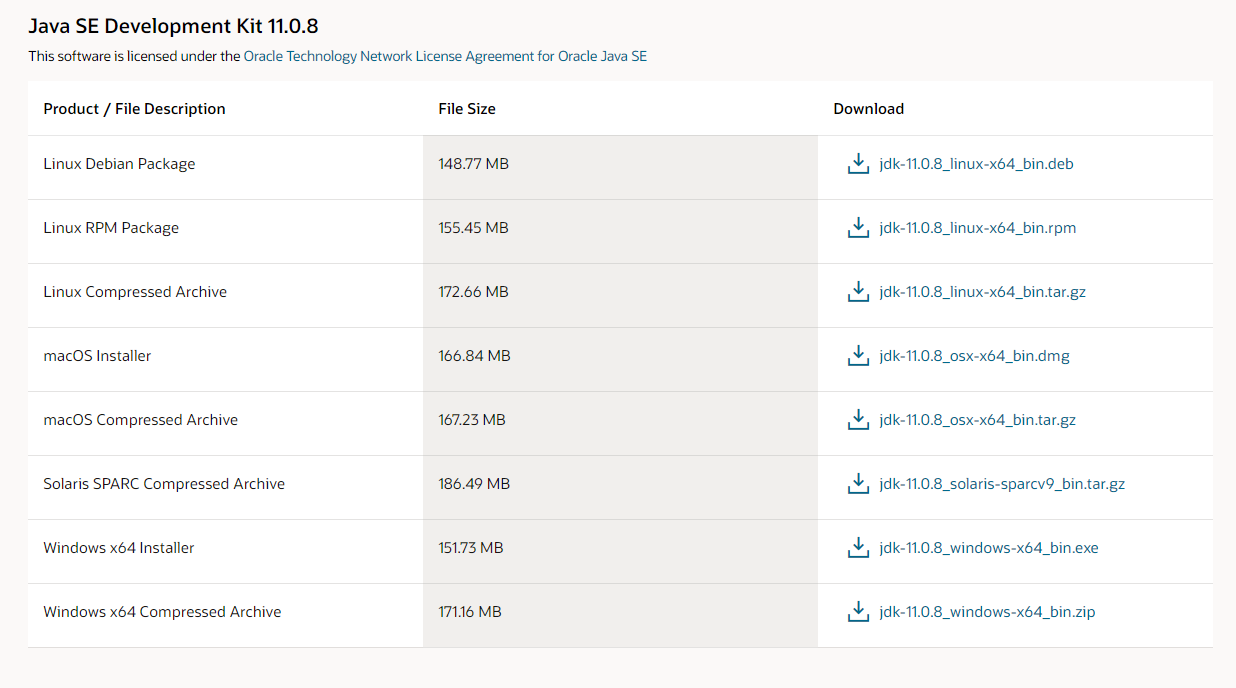 Java SE Development Kit 11.0.8
This software is licensed under the Oracle Technology Network License Agreement for Oracle Java SE
Product / File Description File Size Download
Linux Debian Package 148.77 MB jdk-11.0.8_linux-x64_bin.deb
Linux RPM Package 155.45 MB jdk-11.0.8_linux-x64_bin.rpm
Linux Compressed Archive 172.66 MB jdk-11.0.8_linux-x64_bin.tar.gz
macOS Installer 166.84 MB jdk-11.0.8_osx-x64_bin.dmg
macOS Compressed Archive 167.23 MB jdk-11.0.8_osx-x64_bin.tar.gz
Solaris SPARC Compressed Archive 186.49 MB jdk-11.0.8_solaris-sparcv9_bin.tar.gz
Windows x64 Installer 151.73 MB jdk-11.0.8_windows-x64_bin.exe
Windows x64 Compressed Archive 171.16 MB jdk-11.0.8_windows-x64_bin.zip